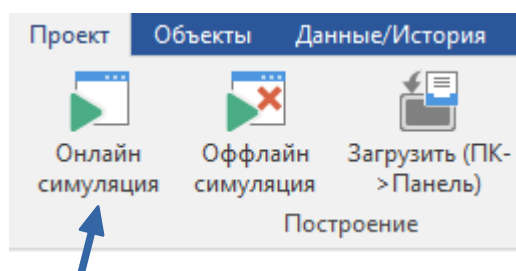 Проект Объекты Данные/История
Онлайн симуляция
Оффлайн симуляция
Загрузить (ПК->Панель)
Построение